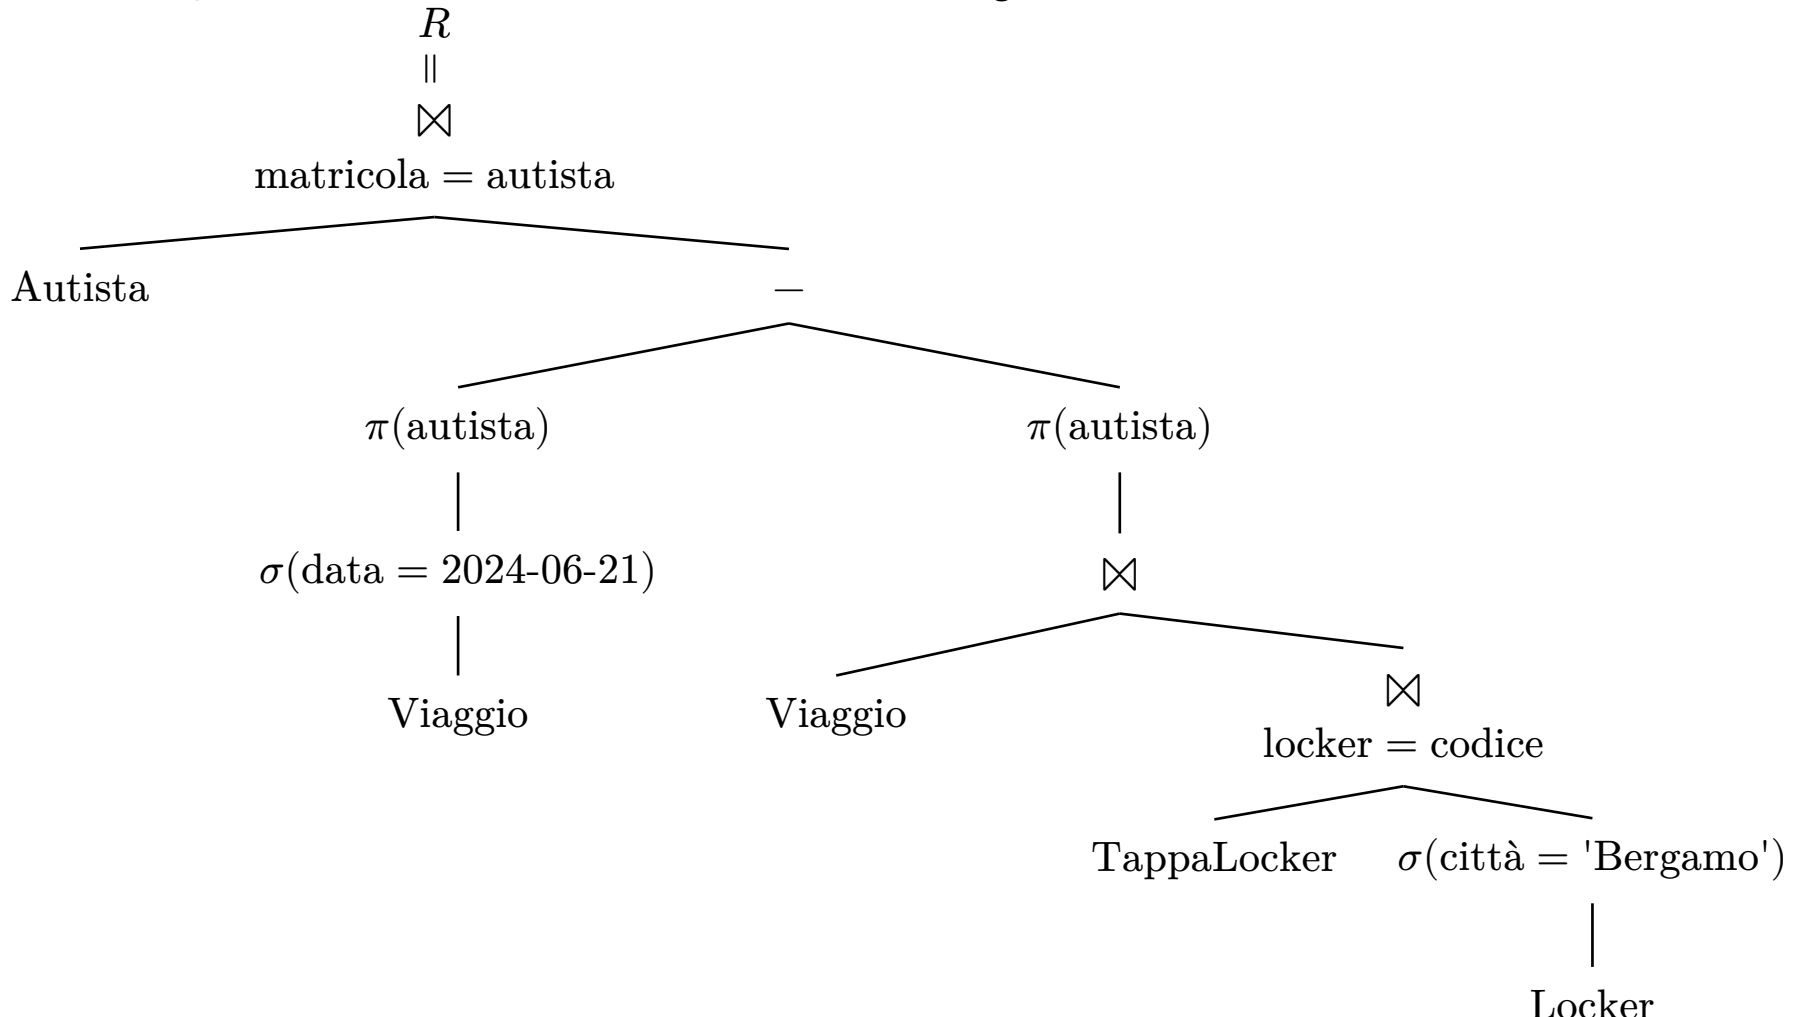 R
=
⋈
matricola = autista
Autista
−
π(autista)
π(autista)
σ(data = 2024-06-21)
⋈
Viaggio
Viaggio
⋈
locker = codice
TappaLocker
σ(città = 'Bergamo')
Locker